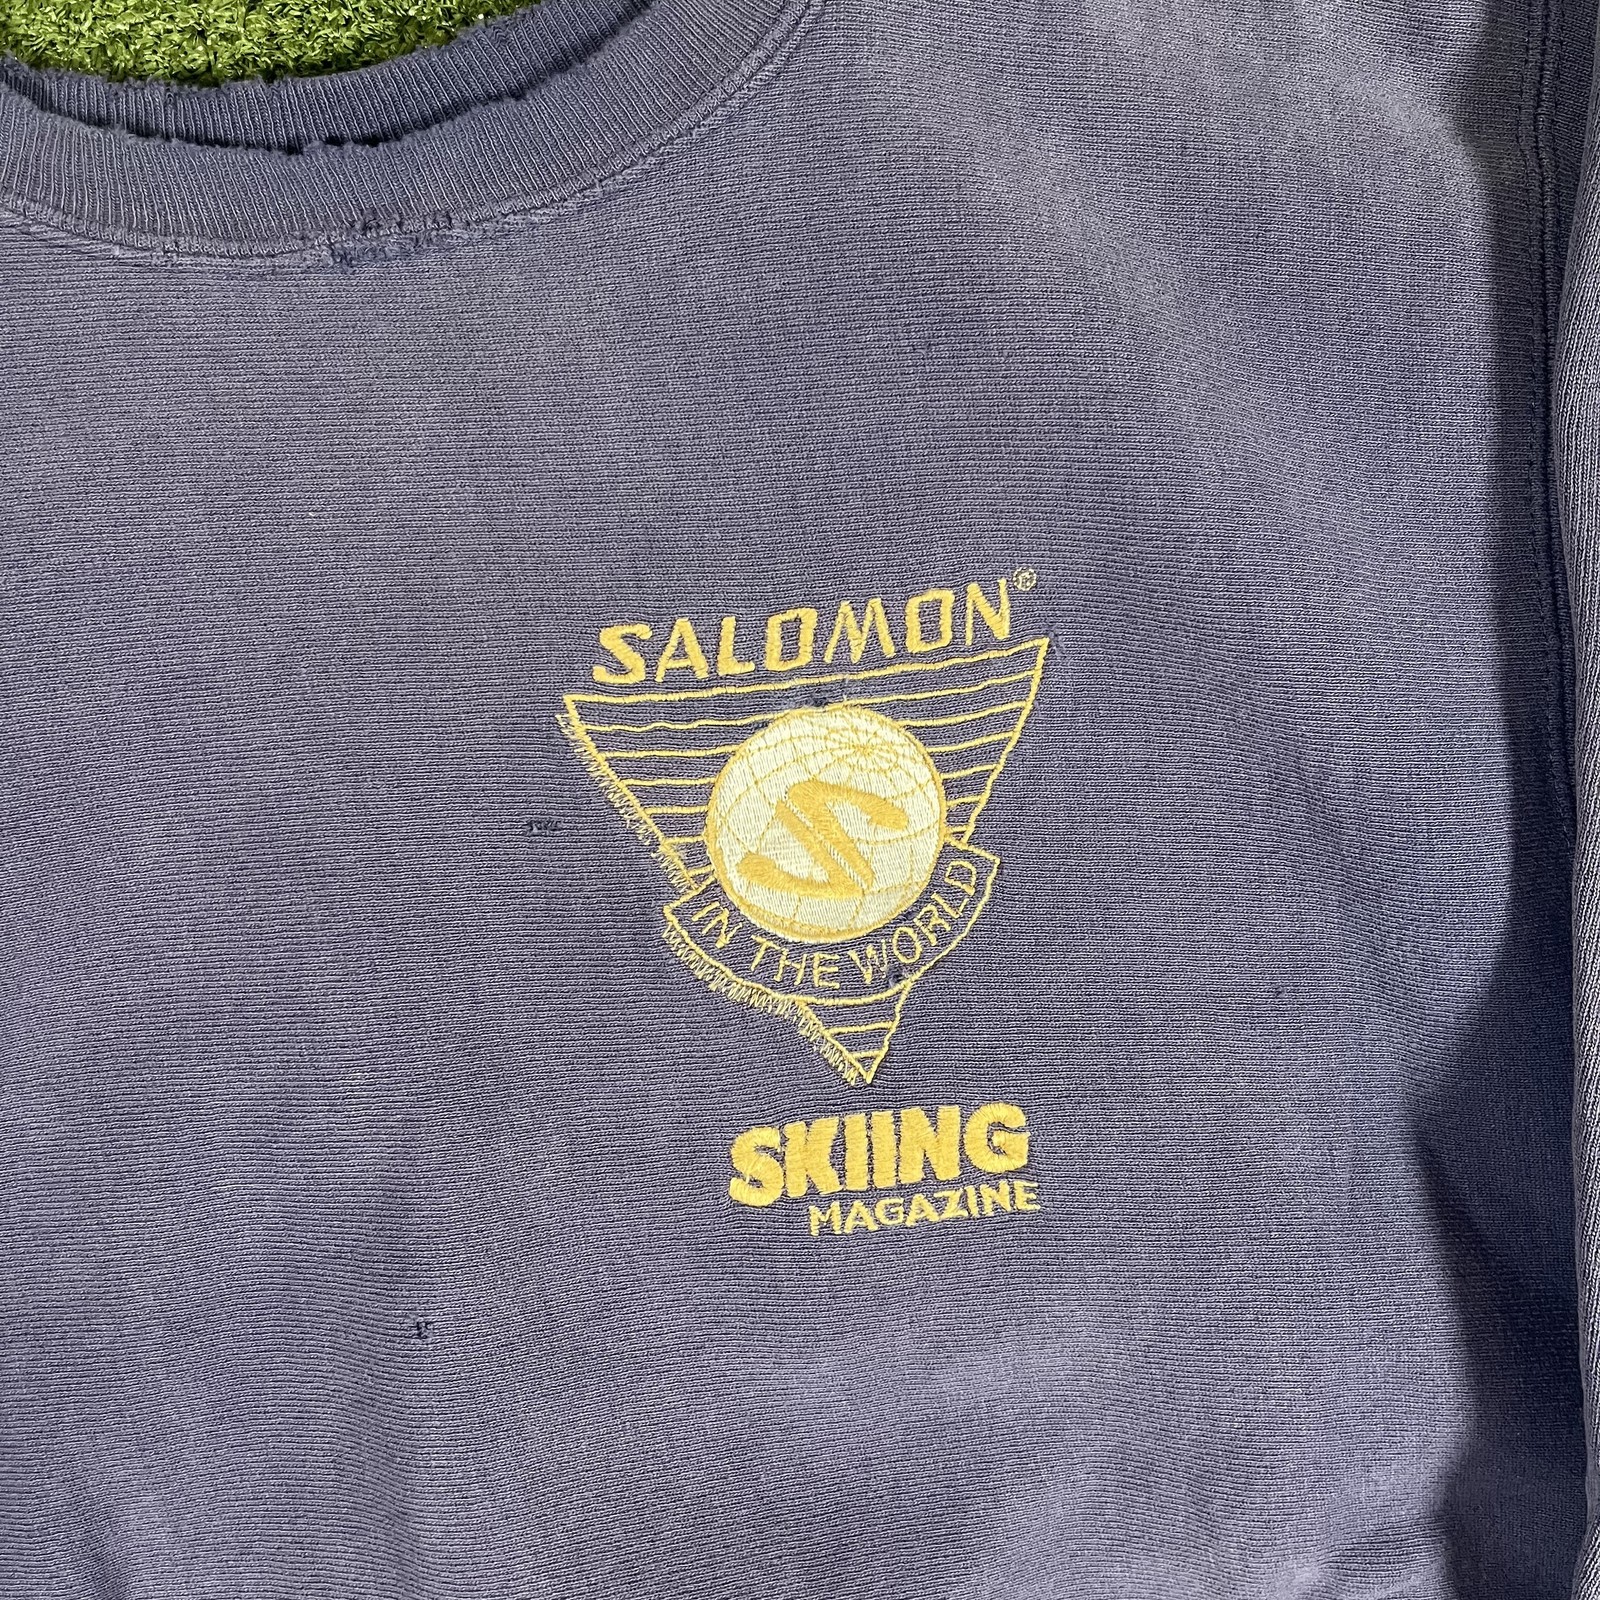 SALOMON®
S
IN THE WORLD
SKIING
MAGAZINE